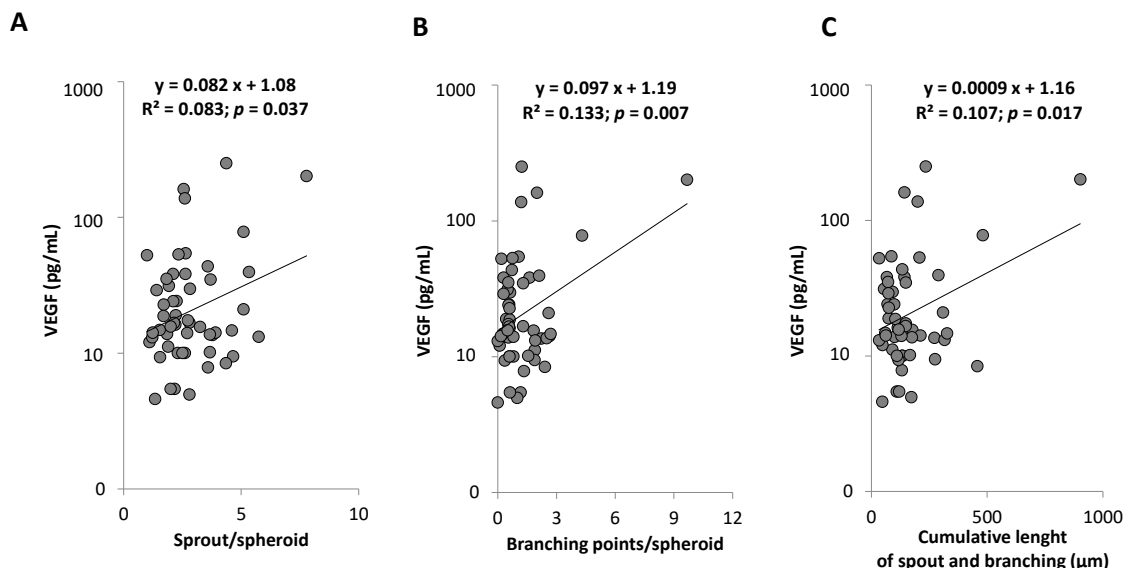 A
y = 0.082 x + 1.08
R² = 0.083; p = 0.037
1000
100
10
0
VEGF (pg/mL)
0 5 10
Sprout/spheroid
B
y = 0.097 x + 1.19
R² = 0.133; p = 0.007
1000
100
10
0
VEGF (pg/mL)
0 3 6 9 12
Branching points/spheroid
C
y = 0.0009 x + 1.16
R² = 0.107; p = 0.017
1000
100
10
0
VEGF (pg/mL)
0 500 1000
Cumulative lenght
of spout and branching (µm)